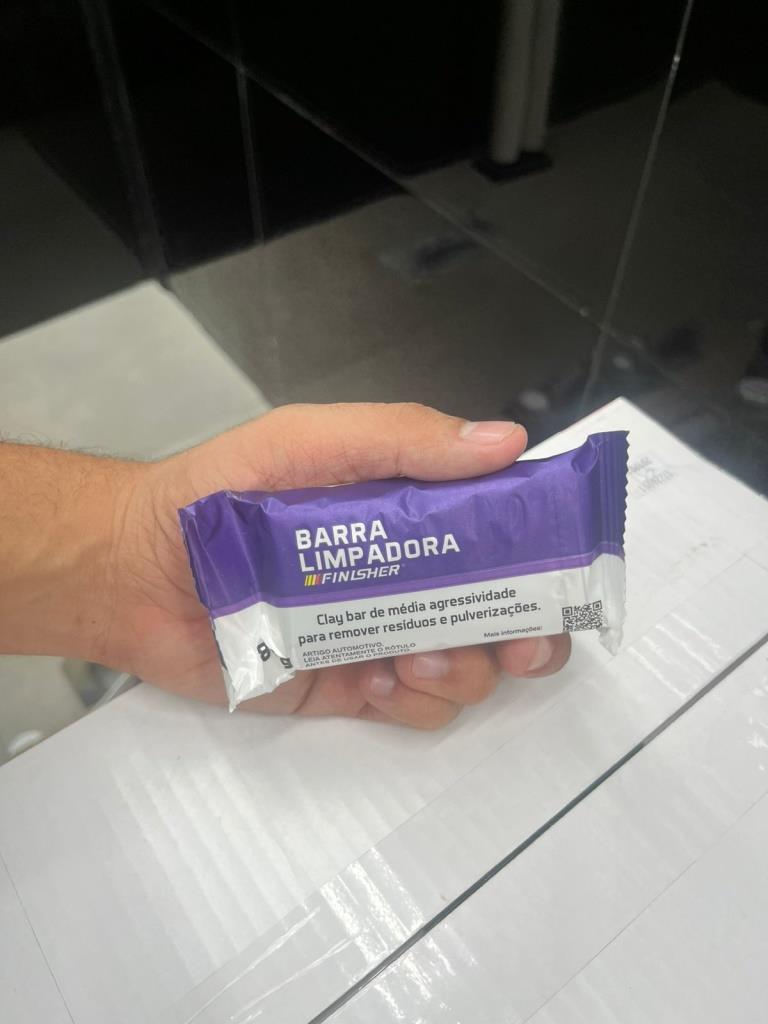 BARRA
LIMPADORA
FINISHER
Clay bar de média agressividade
para remover resíduos e pulverizações.
Mais informações:
ARTIGO AUTOMOTIVO.
LEIA ATENTAMENTE O RÓTULO
ANTES DE USAR O PRODUTO.
8
g